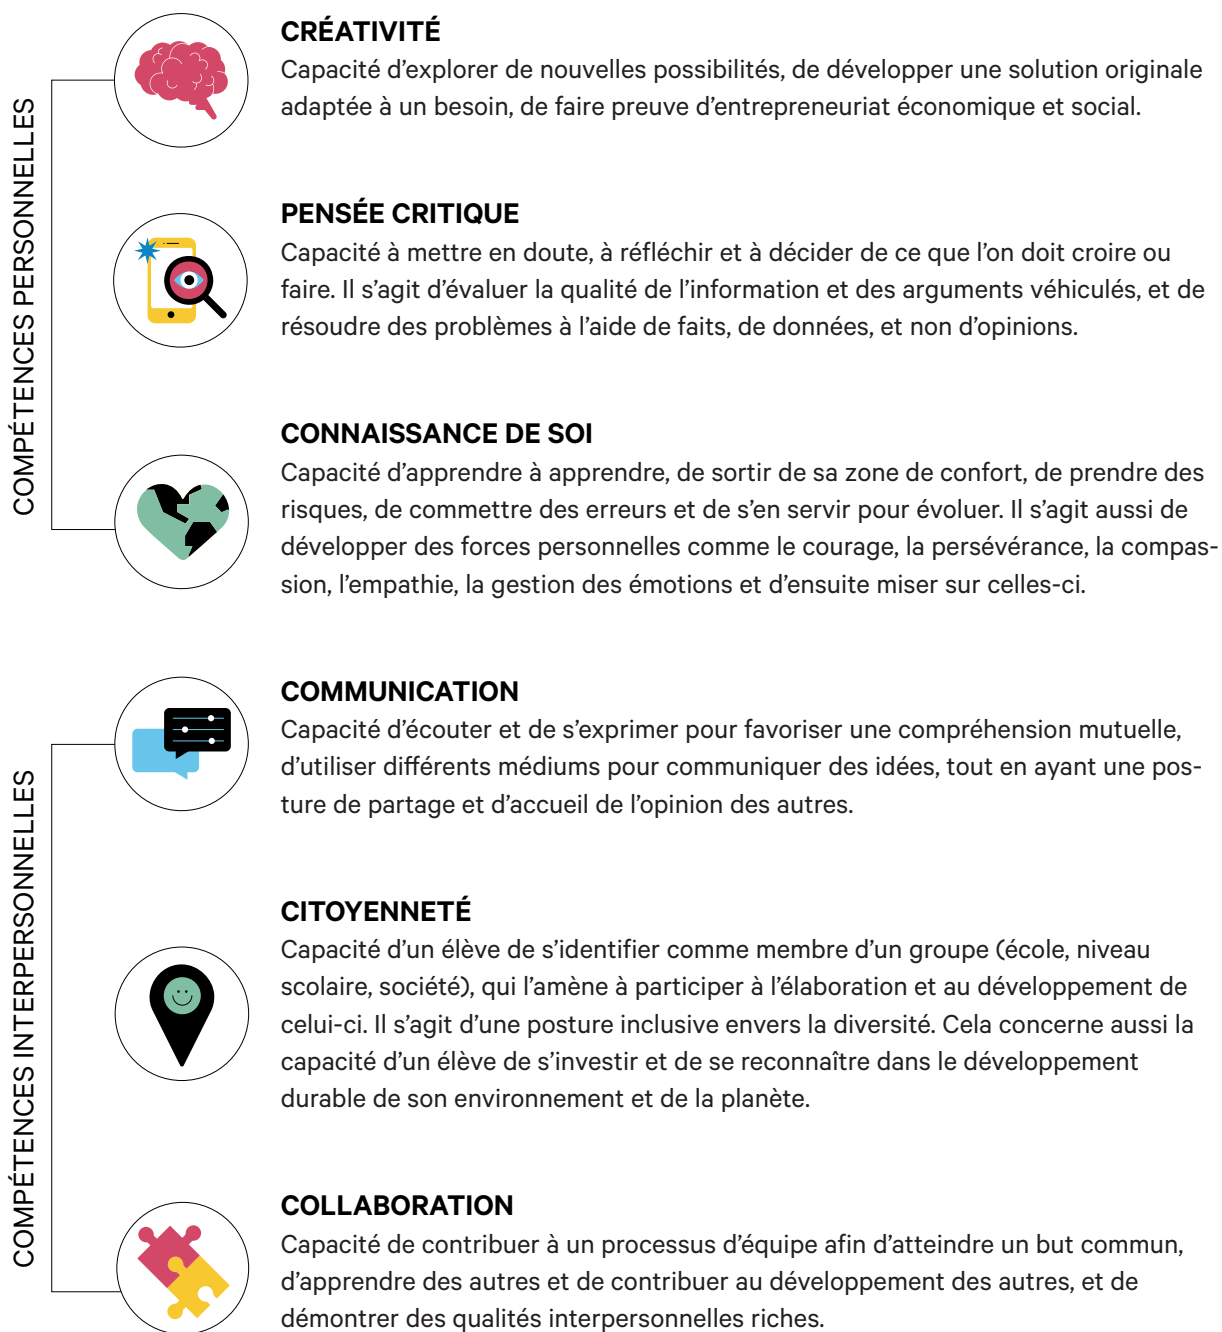 COMPÉTENCES PERSONNELLES
CRÉATIVITÉ
Capacité d’explorer de nouvelles possibilités, de développer une solution originale
adaptée à un besoin, de faire preuve d’entrepreneuriat économique et social.
PENSÉE CRITIQUE
Capacité à mettre en doute, à réfléchir et à décider de ce que l’on doit croire ou
faire. Il s’agit d’évaluer la qualité de l’information et des arguments véhiculés, et de
résoudre des problèmes à l’aide de faits, de données, et non d’opinions.
CONNAISSANCE DE SOI
Capacité d’apprendre à apprendre, de sortir de sa zone de confort, de prendre des
risques, de commettre des erreurs et de s’en servir pour évoluer. Il s’agit aussi de
développer des forces personnelles comme le courage, la persévérance, la compas-
sion, l’empathie, la gestion des émotions et d’ensuite miser sur celles-ci.
COMPÉTENCES INTERPERSONNELLES
COMMUNICATION
Capacité d’écouter et de s’exprimer pour favoriser une compréhension mutuelle,
d’utiliser différents médiums pour communiquer des idées, tout en ayant une pos-
ture de partage et d’accueil de l’opinion des autres.
CITOYENNETÉ
Capacité d’un élève de s’identifier comme membre d’un groupe (école, niveau
scolaire, société), qui l’amène à participer à l’élaboration et au développement de
celui-ci. Il s’agit d’une posture inclusive envers la diversité. Cela concerne aussi la
capacité d’un élève de s’investir et de se reconnaître dans le développement
durable de son environnement et de la planète.
COLLABORATION
Capacité de contribuer à un processus d’équipe afin d’atteindre un but commun,
d’apprendre des autres et de contribuer au développement des autres, et de
démontrer des qualités interpersonnelles riches.